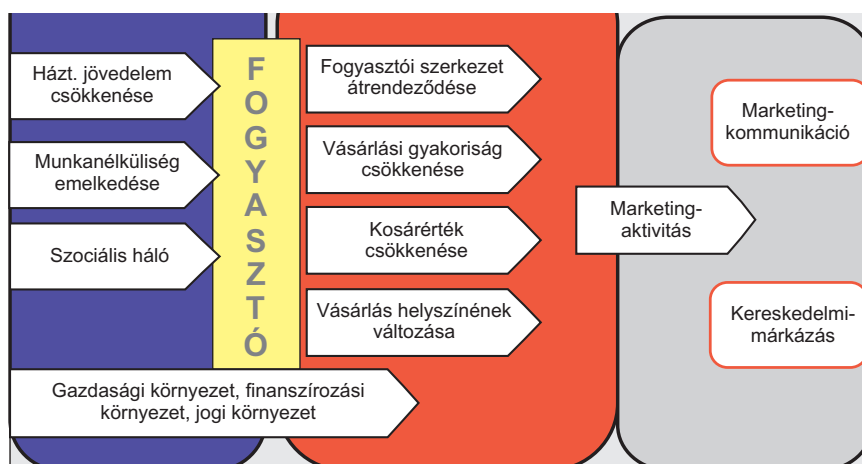 Házt. jövedelem
csökkenése
Munkanélküliség
emelkedése
Szociális háló
FOGYASZTÓ
Fogyasztói szerkezet
átrendeződése
Vásárlási gyakoriság
csökkenése
Kosárérték
csökkenése
Vásárlás helyszínének
változása
Gazdasági környezet, finanszírozási
környezet, jogi környezet
Marketing-
aktivitás
Marketing-
kommunikáció
Kereskedelmi-
márkázás